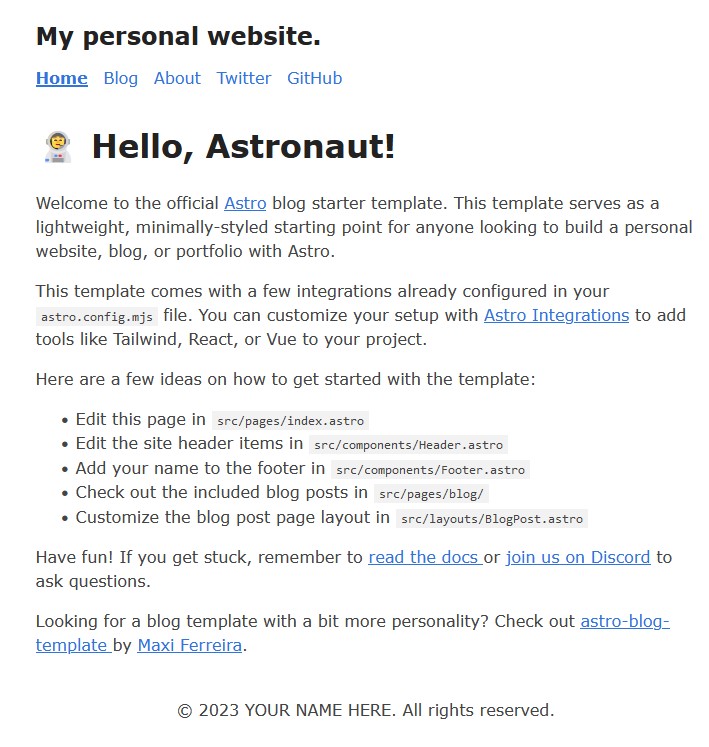 My personal website.
Home Blog About Twitter GitHub
Hello, Astronaut!
Welcome to the official Astro blog starter template. This template serves as a
lightweight, minimally-styled starting point for anyone looking to build a personal
website, blog, or portfolio with Astro.
This template comes with a few integrations already configured in your
astro.config.mjs file. You can customize your setup with Astro Integrations to add
tools like Tailwind, React, or Vue to your project.
Here are a few ideas on how to get started with the template:
• Edit this page in src/pages/index.astro
• Edit the site header items in src/components/Header.astro
• Add your name to the footer in src/components/Footer.astro
• Check out the included blog posts in src/pages/blog/
• Customize the blog post page layout in src/layouts/BlogPost.astro
Have fun! If you get stuck, remember to read the docs or join us on Discord to
ask questions.
Looking for a blog template with a bit more personality? Check out astro-blog-
template by Maxi Ferreira.
© 2023 YOUR NAME HERE. All rights reserved.